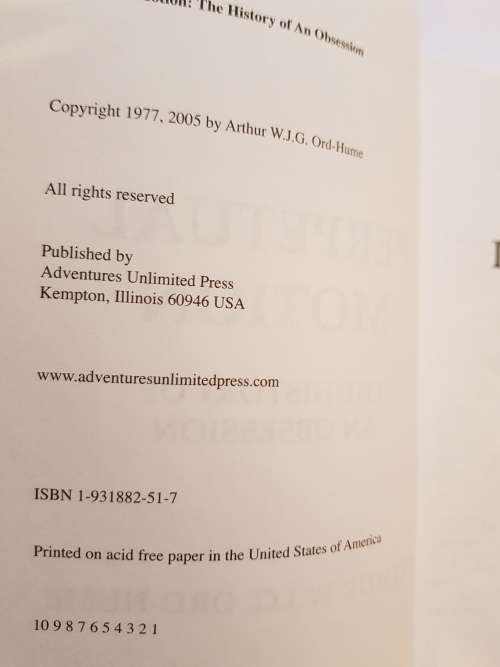 The History of An Obsession
Copyright 1977, 2005 by Arthur W.J.G. Ord-Hume
All rights reserved
Published by
Adventures Unlimited Press
Kempton, Illinois 60946 USA
www.adventuresunlimitedpress.com
ISBN 1-931882-51-7
Printed on acid free paper in the United States of America
10 9 8 7 6 5 4 3 2 1